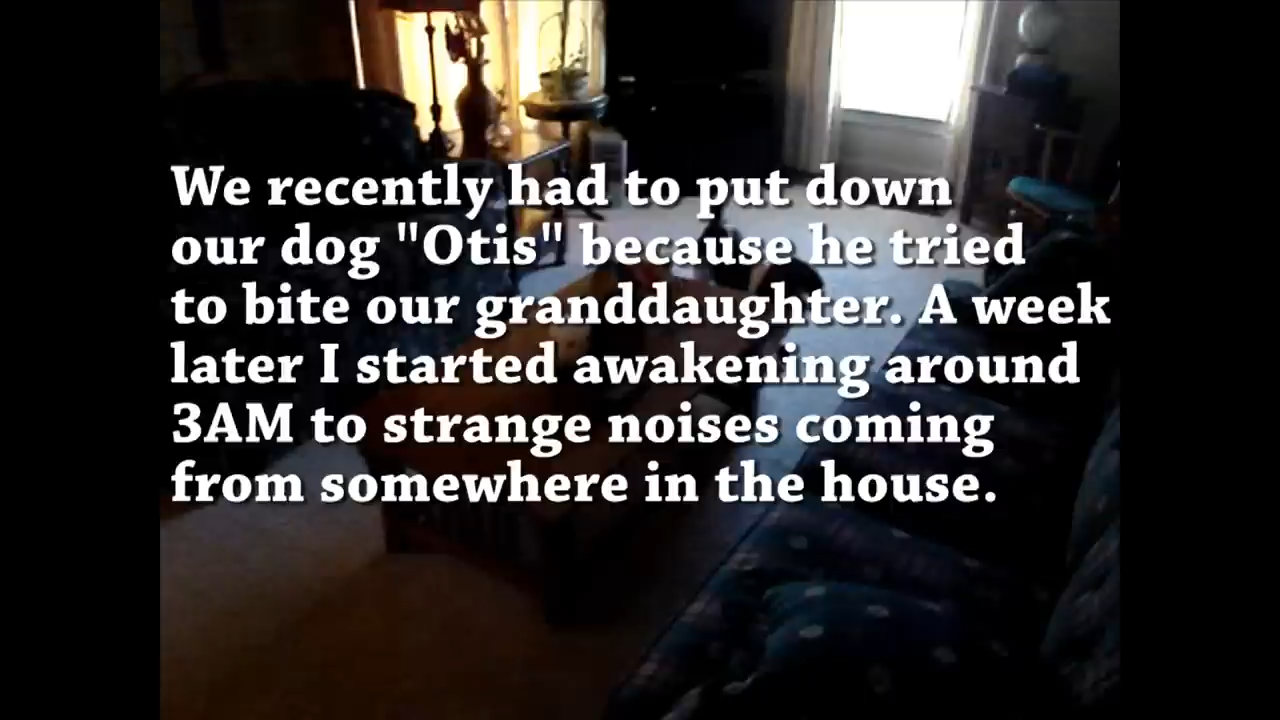 We recently had to put down
our dog "Otis" because he tried
to bite our granddaughter. A week
later I started awakening around
3AM to strange noises coming
from somewhere in the house.